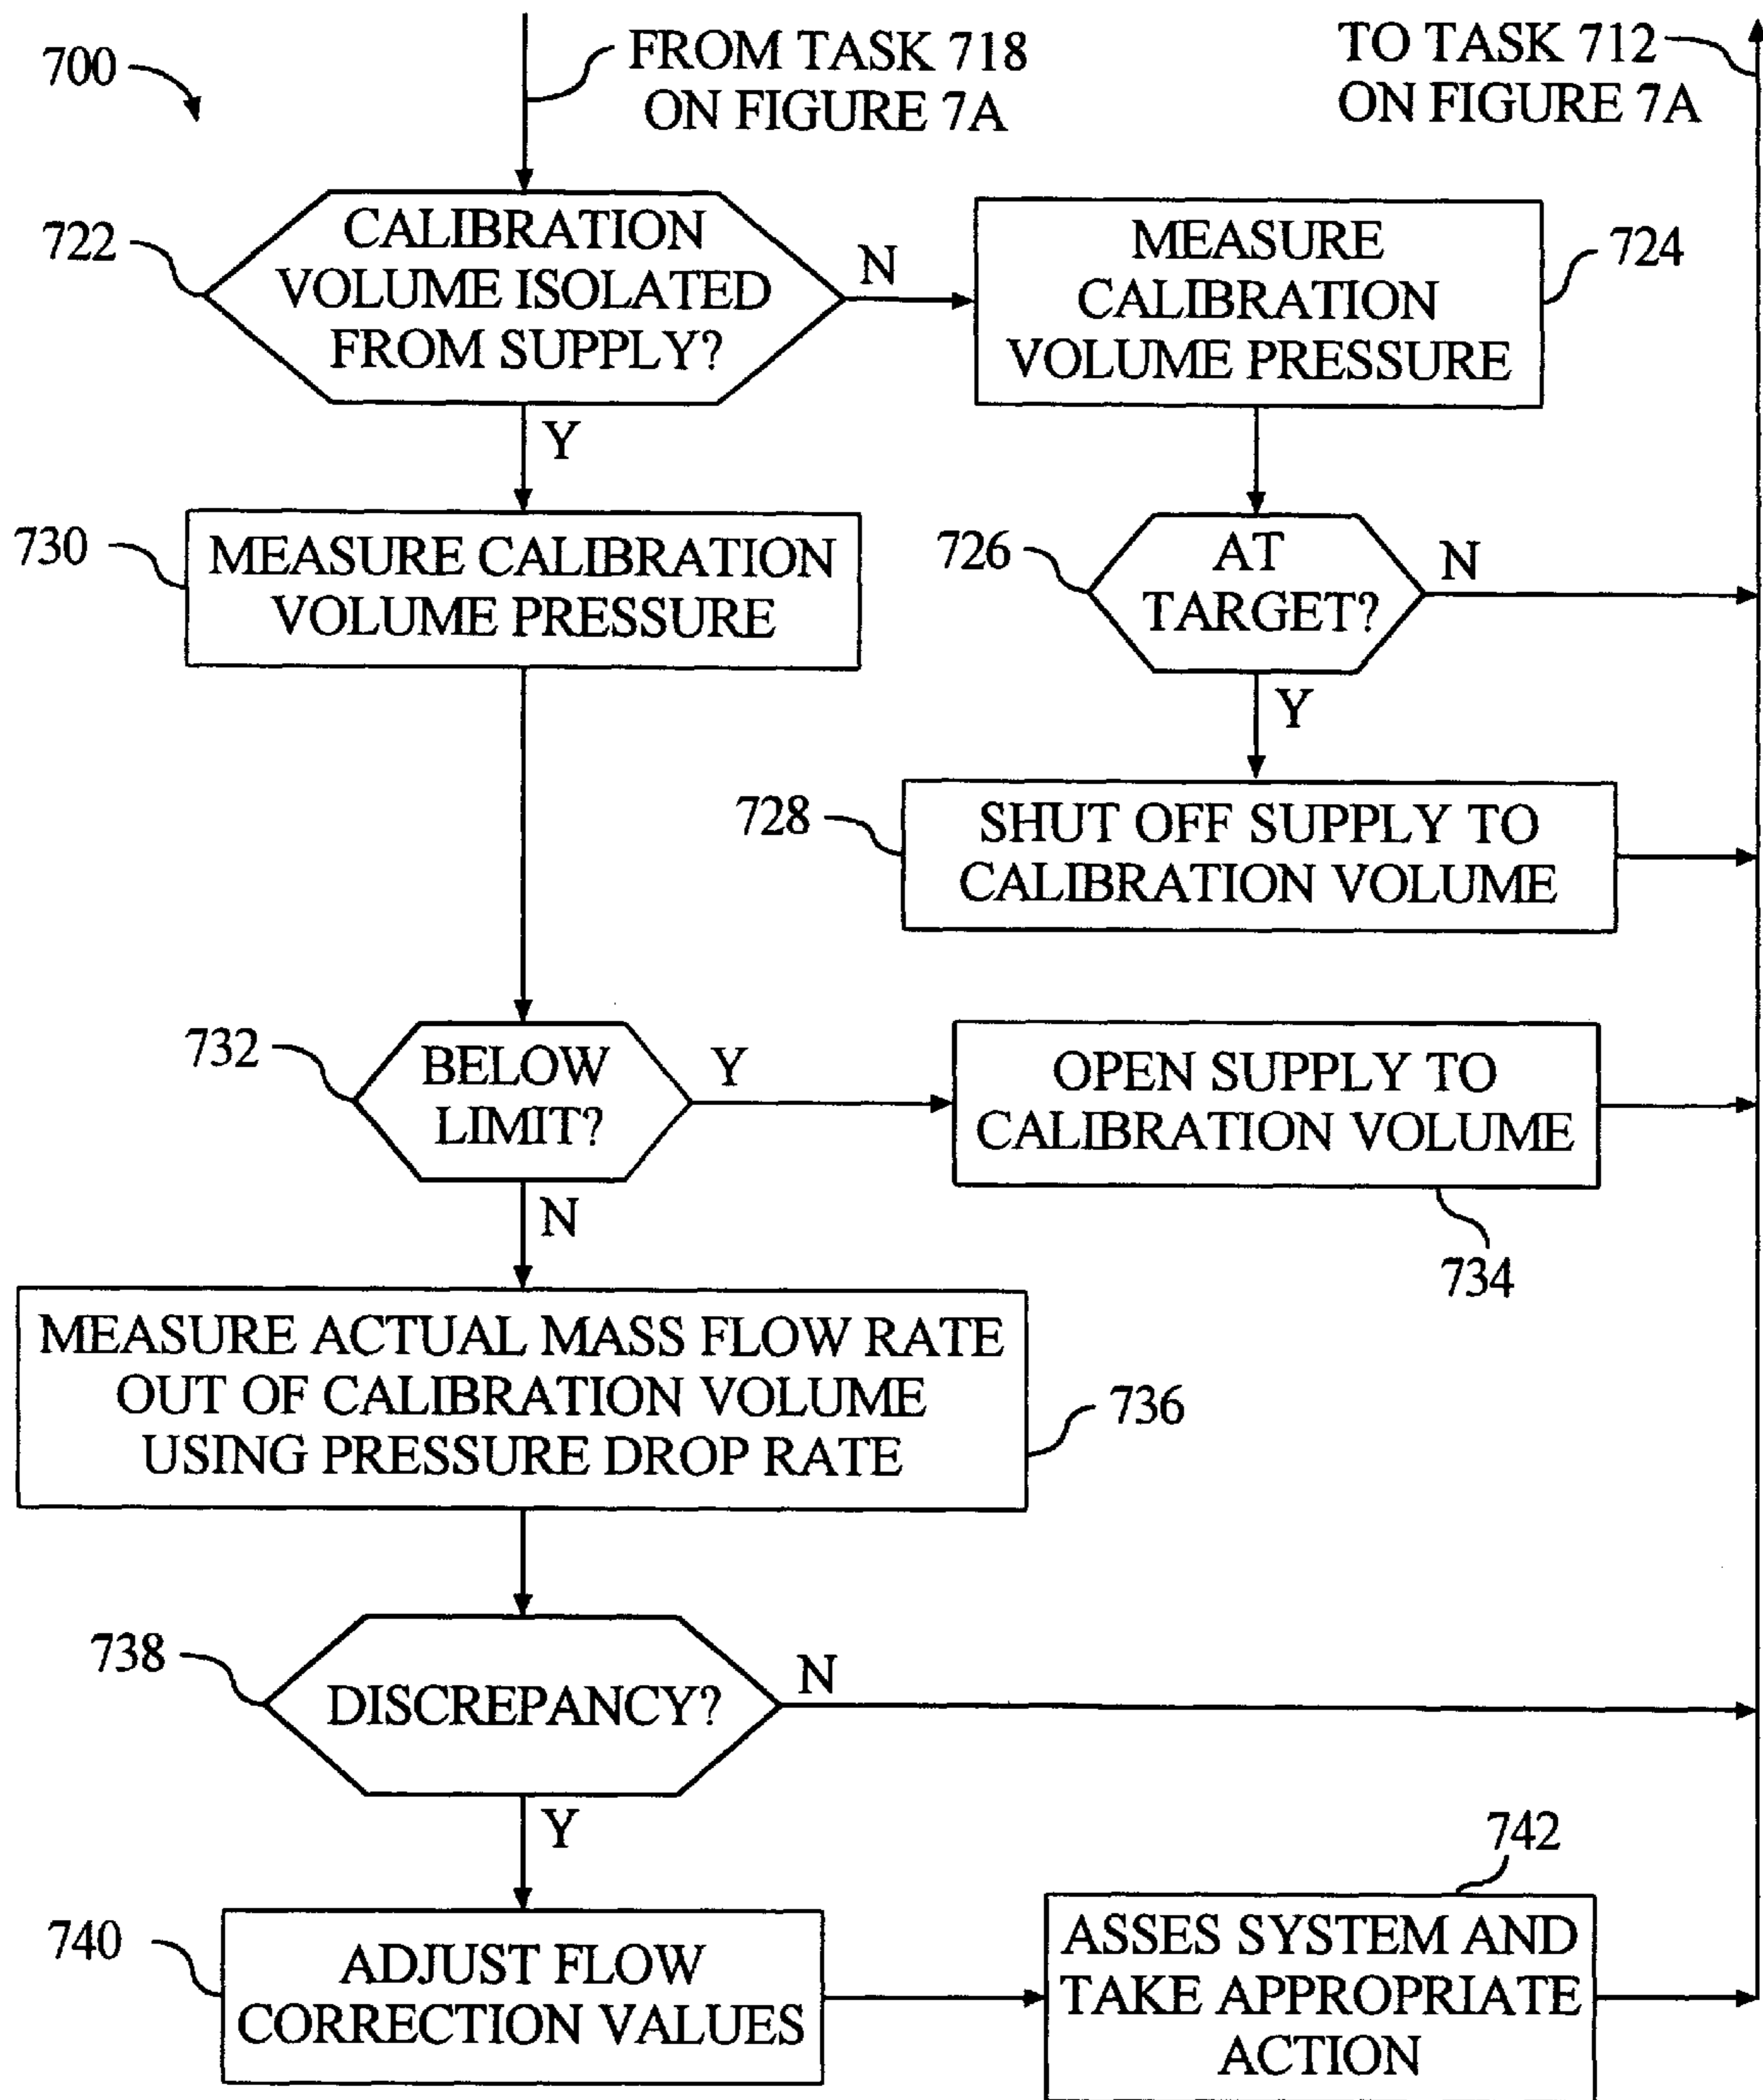 700
FROM TASK 718
ON FIGURE 7A
TO TASK 712
ON FIGURE 7A
722
CALIBRATION
VOLUME ISOLATED
FROM SUPPLY?
N
MEASURE
CALIBRATION
VOLUME PRESSURE
724
Y
730
MEASURE CALIBRATION
VOLUME PRESSURE
726
AT
TARGET?
N
Y
728
SHUT OFF SUPPLY TO
CALIBRATION VOLUME
732
BELOW
LIMIT?
Y
OPEN SUPPLY TO
CALIBRATION VOLUME
734
N
MEASURE ACTUAL MASS FLOW RATE
OUT OF CALIBRATION VOLUME
USING PRESSURE DROP RATE
736
738
DISCREPANCY?
N
Y
740
ADJUST FLOW
CORRECTION VALUES
742
ASSES SYSTEM AND
TAKE APPROPRIATE
ACTION